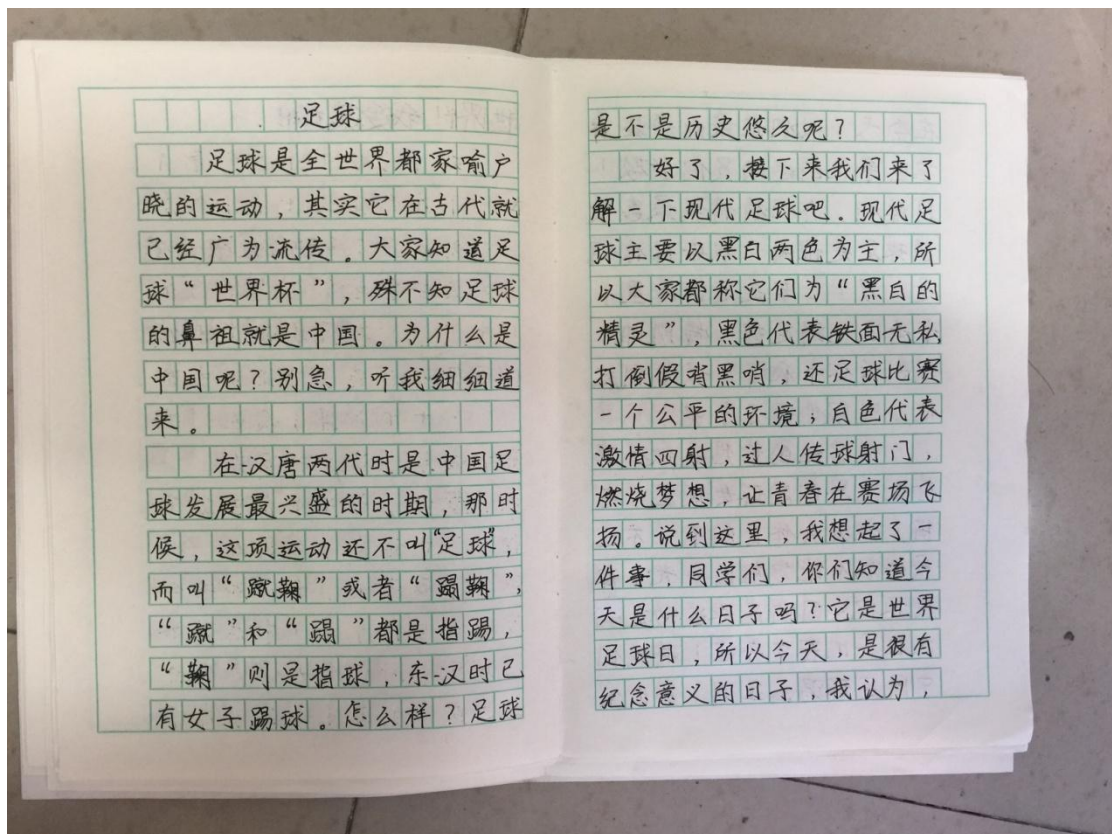 足球
足球是全世界都家喻户
晓的运动，其实它在古代就
已经广为流传。大家知道足
球“世界杯”，殊不知足球
的鼻祖就是中国。为什么是
中国呢？别急，听我细细道
来。
在汉唐两代时是中国足
球发展最兴盛的时期，那时
候，这项运动还不叫“足球”，
而叫“蹴鞠”或者“蹋鞠”，
“蹴”和“蹋”都是指踢，
“鞠”则是指球，东汉时已
有女子踢球。怎么样？足球
是不是历史悠久呢？
好了，接下来我们来了
解一下现代足球吧。现代足
球主要以黑白两色为主，所
以大家都称它们为“黑白的
精灵”，黑色代表铁面无私
打倒假哨黑哨，还足球比赛
一个公平的环境，白色代表
激情四射，过人传球射门，
燃烧梦想，让青春在赛场飞
扬。说到这里，我想起了一
件事，同学们，你们知道今
天是什么日子吗？它是世界
足球日，所以今天，是很有
纪念意义的日子，我认为，